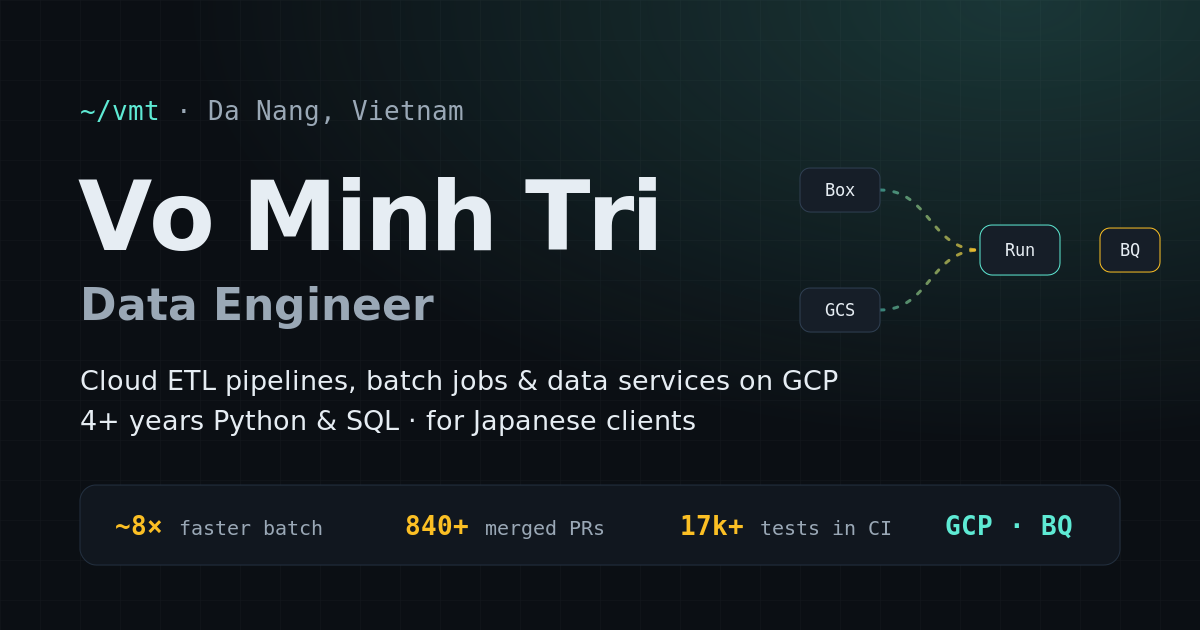 ~/vmt · Da Nang, Vietnam
Vo Minh Tri
Data Engineer
Cloud ETL pipelines, batch jobs & data services on GCP
4+ years Python & SQL · for Japanese clients
Box
GCS
Run
BQ
~8× faster batch
840+ merged PRs
17k+ tests in CI
GCP · BQ